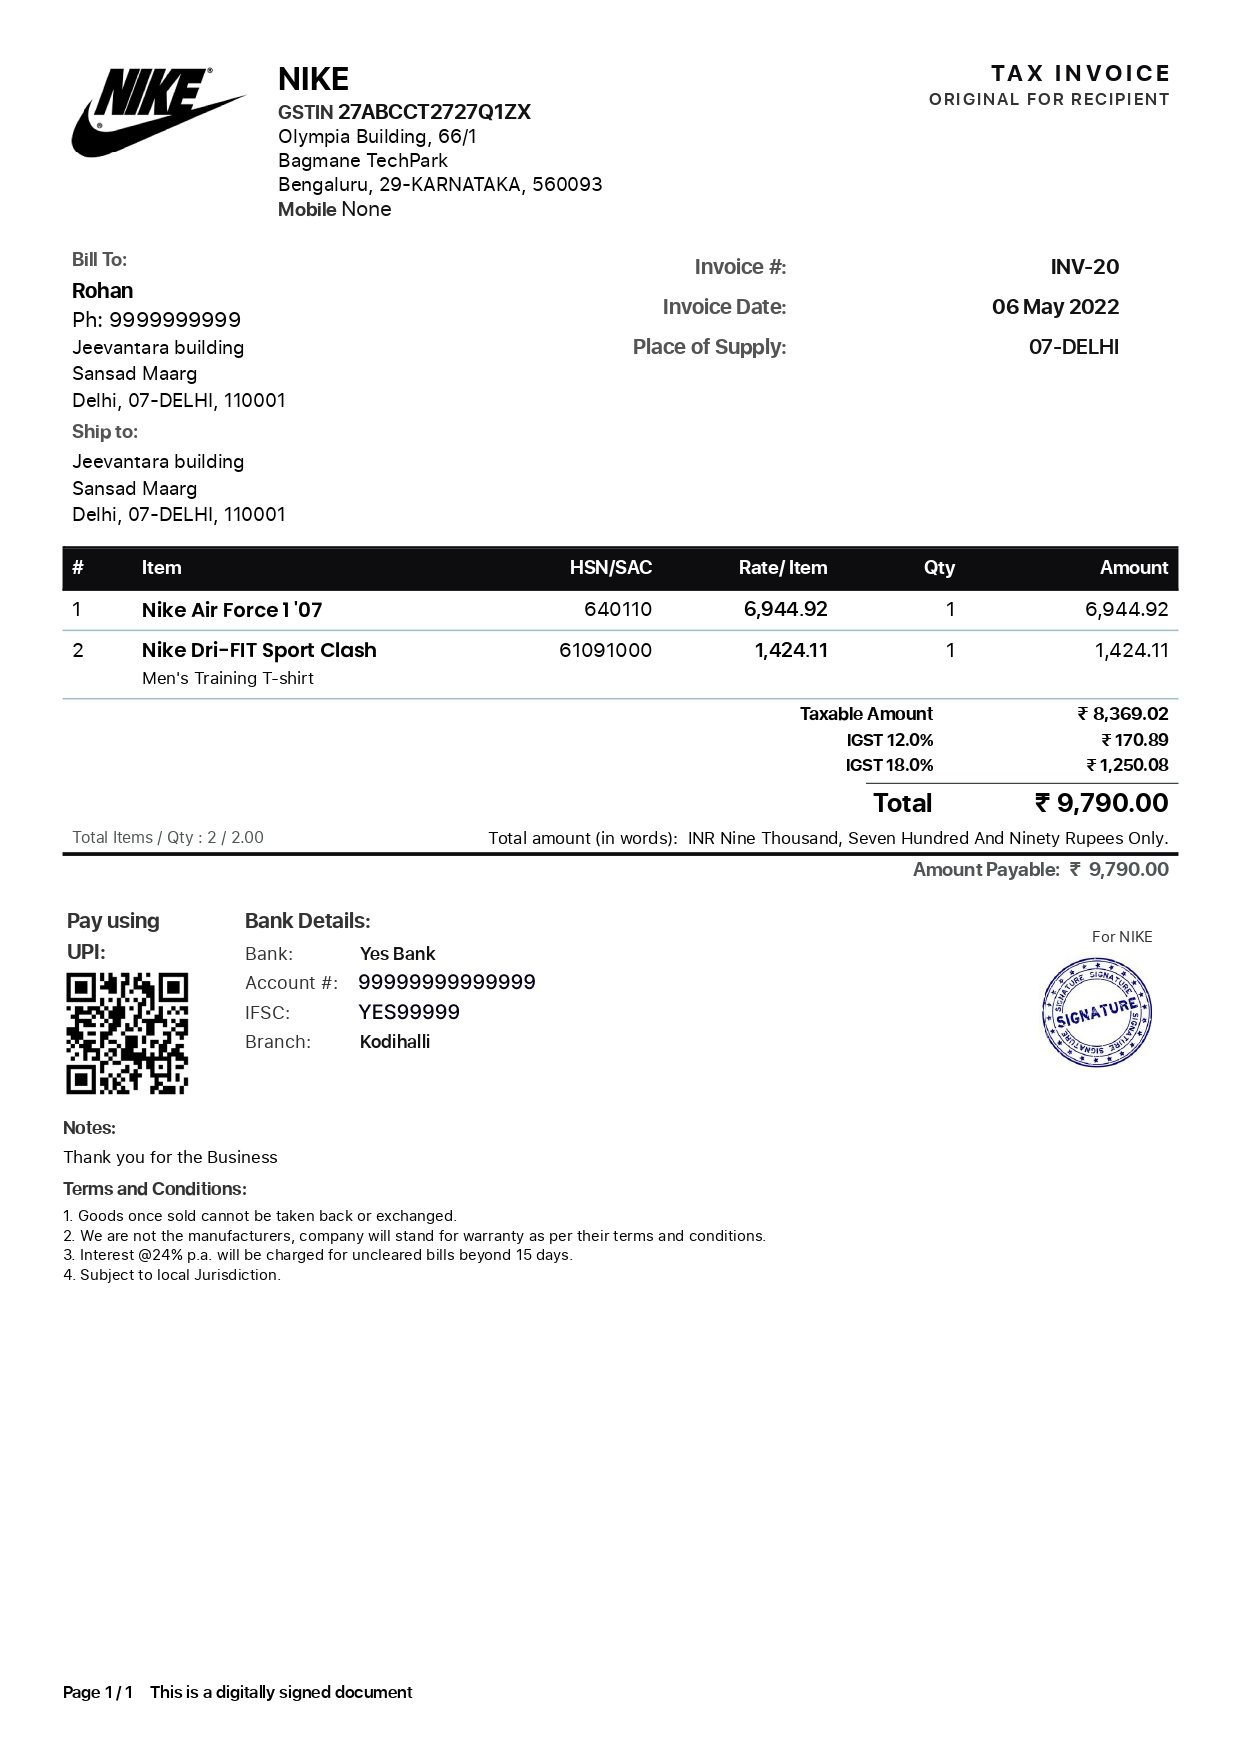 NIKE
NIKE
GSTIN 27ABCCT2727Q1ZX
Olympia Building, 66/1
Bagmane TechPark
Bengaluru, 29-KARNATAKA, 560093
Mobile None
TAX INVOICE
ORIGINAL FOR RECIPIENT
Bill To:
Rohan
Ph: 9999999999
Jeevantara building
Sansad Maarg
Delhi, 07-DELHI, 110001
Ship to:
Jeevantara building
Sansad Maarg
Delhi, 07-DELHI, 110001
Invoice #: INV-20
Invoice Date: 06 May 2022
Place of Supply: 07-DELHI
# Item HSN/SAC Rate/ Item Qty Amount
1 Nike Air Force 1 '07 640110 6,944.92 1 6,944.92
2 Nike Dri-FIT Sport Clash 61091000 1,424.11 1 1,424.11
Men's Training T-shirt
Taxable Amount ₹ 8,369.02
IGST 12.0% ₹ 170.89
IGST 18.0% ₹ 1,250.08
Total ₹ 9,790.00
Total Items / Qty : 2 / 2.00 Total amount (in words): INR Nine Thousand, Seven Hundred And Ninety Rupees Only.
Amount Payable: ₹ 9,790.00
Pay using
UPI:
Bank Details:
Bank: Yes Bank
Account #: 99999999999999
IFSC: YES99999
Branch: Kodihalli
For NIKE
SIGNATURE SIGNATURE
SIGNATURE
SIGNATURE SIGNATURE
Notes:
Thank you for the Business
Terms and Conditions:
1. Goods once sold cannot be taken back or exchanged.
2. We are not the manufacturers, company will stand for warranty as per their terms and conditions.
3. Interest @24% p.a. will be charged for uncleared bills beyond 15 days.
4. Subject to local Jurisdiction.
Page 1 / 1 This is a digitally signed document